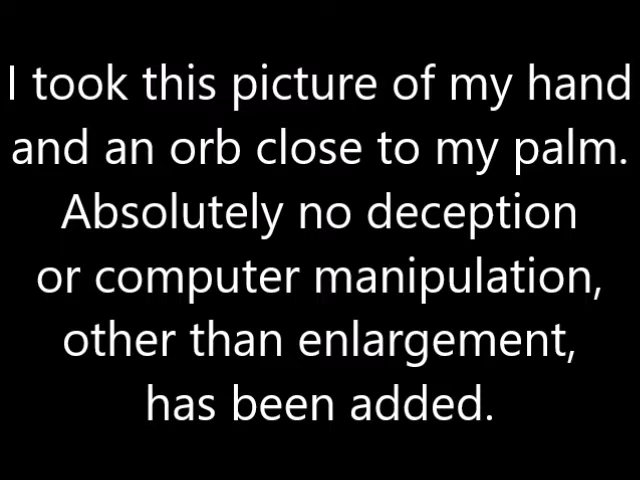 I took this picture of my hand
and an orb close to my palm.
Absolutely no deception
or computer manipulation,
other than enlargement,
has been added.